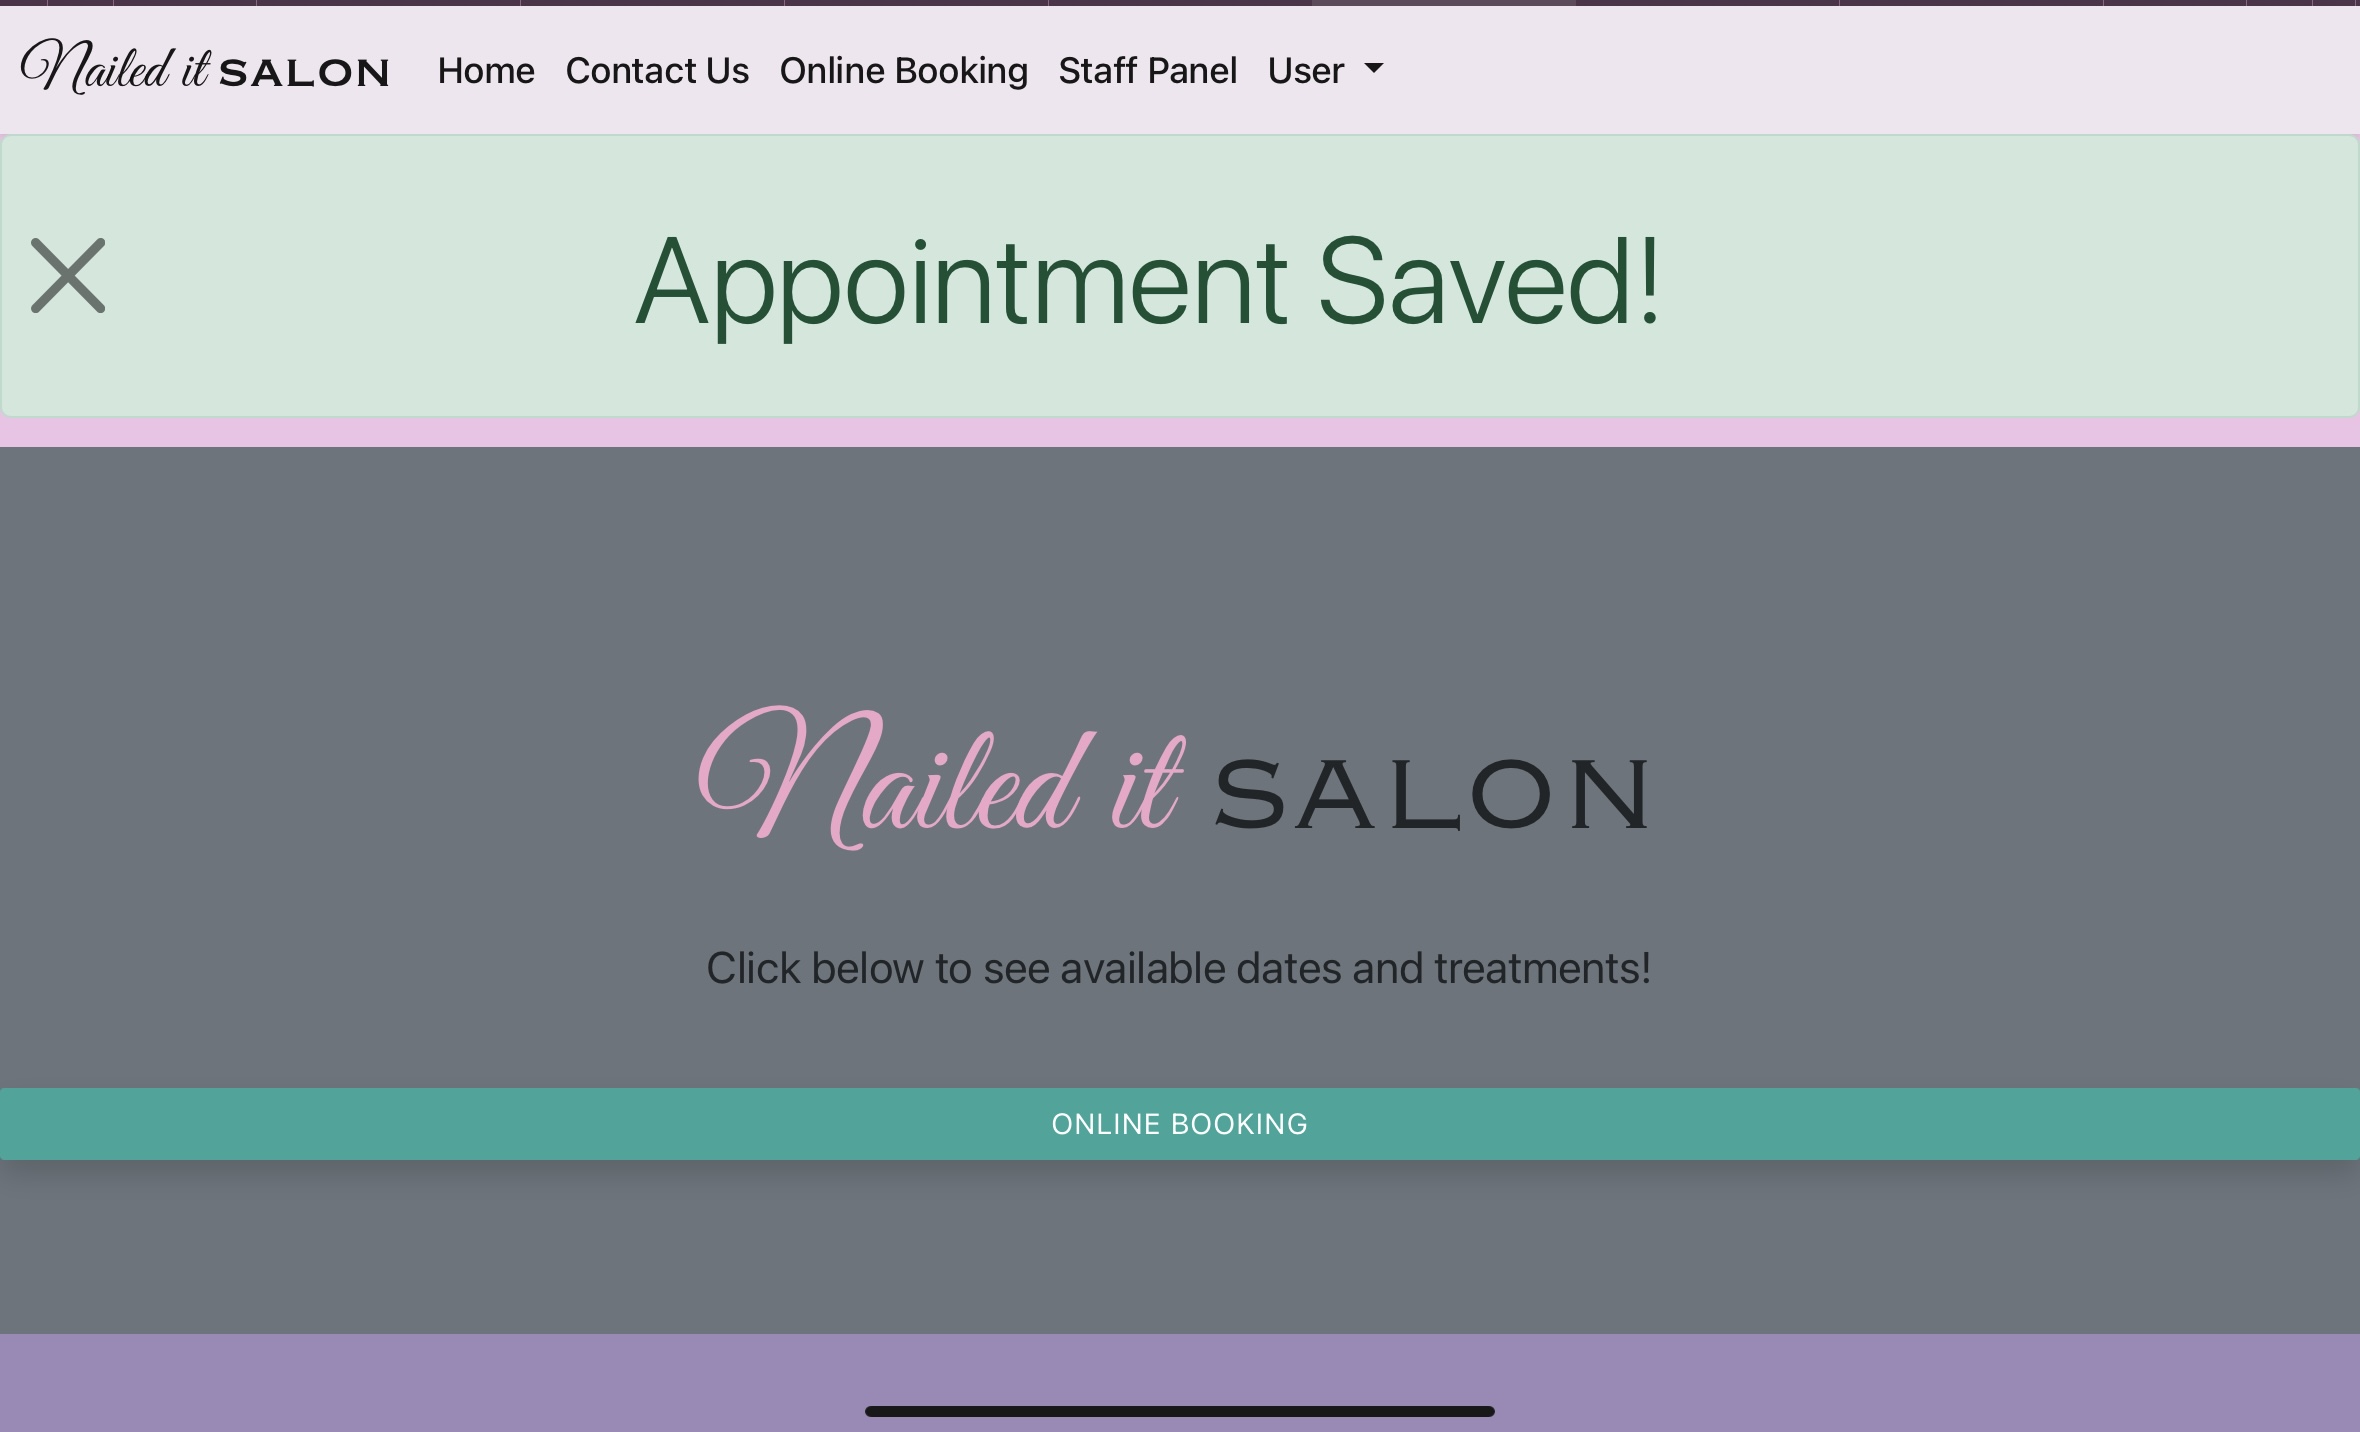 Nailed it SALON Home Contact Us Online Booking Staff Panel User
Appointment Saved!
Nailed it SALON
Click below to see available dates and treatments!
ONLINE BOOKING